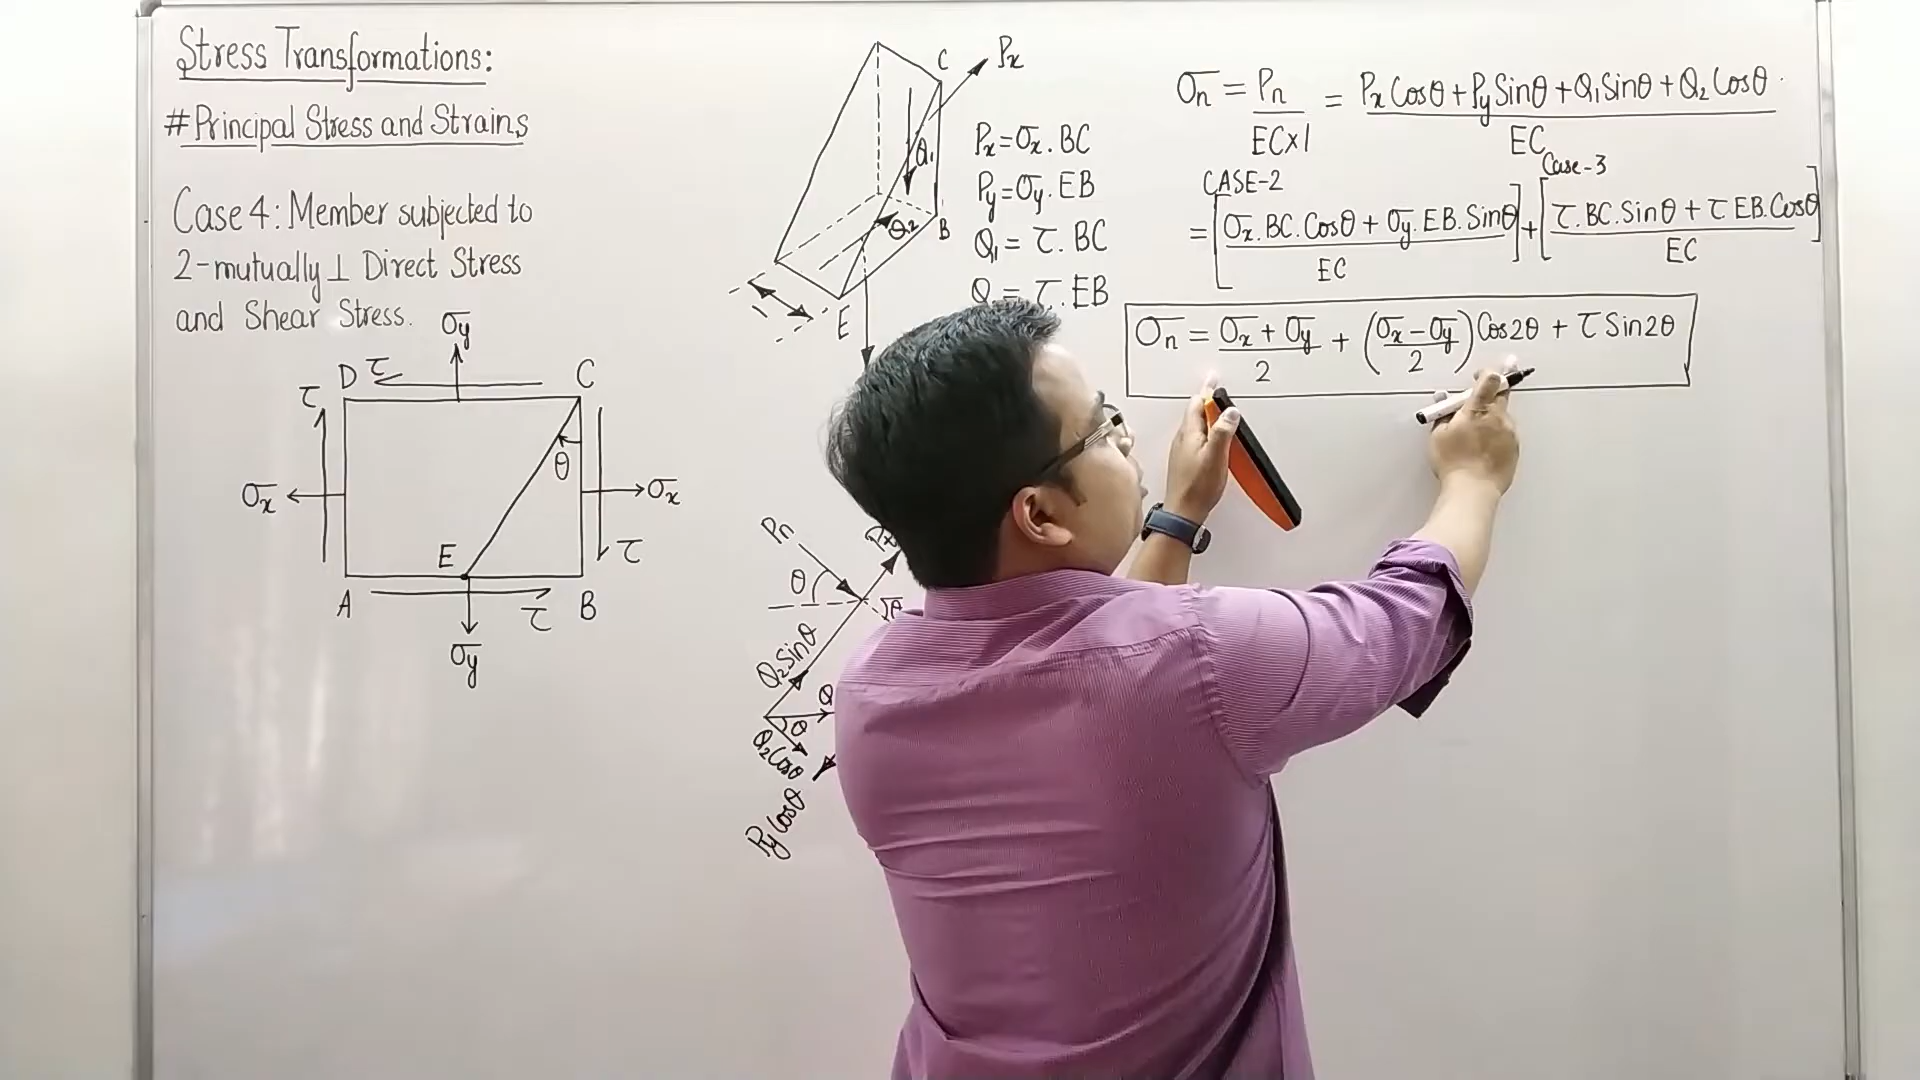 Stress Transformations:
#Principal Stress and Strains
Case 4: Member subjected to
2-mutually ⊥ Direct Stress
and Shear Stress.
σy
D τ C
τ
θ
σx σx
E τ
A τ B
σy
C Px
Q1
Q2 B
1
E
Px = σx . BC
Py = σy . EB
Q1 = τ . BC
= τ . EB
Pn
θ
Q2 Sinθ
θ
Q2 Cosθ
Py Cosθ
σn = Pn / EC×1 = Px Cosθ + Py Sinθ + Q1 Sinθ + Q2 Cosθ / EC
CASE-2 Case-3
= [σx . BC . Cosθ + σy . EB . Sinθ / EC] + [τ . BC . Sinθ + τ EB . Cosθ / EC]
σn = σx + σy / 2 + (σx − σy / 2) Cos2θ + τ Sin2θ